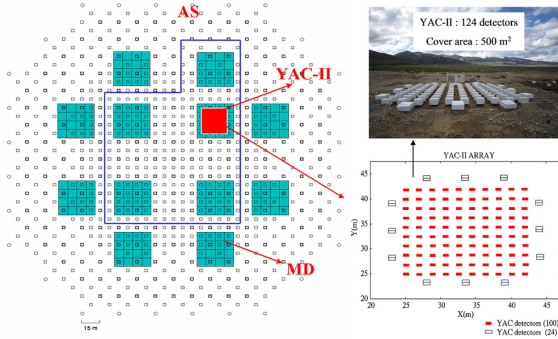 AS
YAC-II
MD
15 m
YAC-II : 124 detectors
Cover area : 500 m²
YAC-II ARRAY
Y(m)
45
40
35
30
25
20
20
25
30
35
40
45
X(m)
YAC detectors (100)
YAC detectors (24)